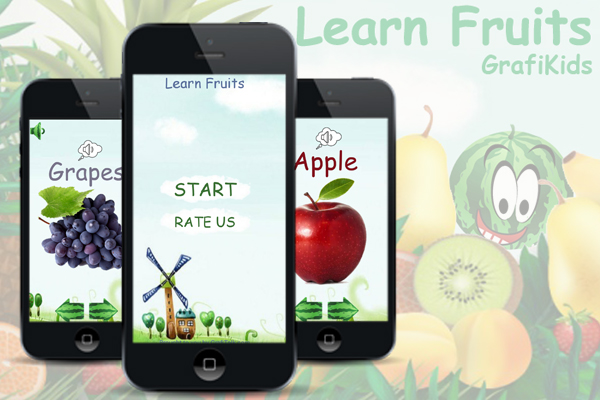 Learn Fruits
GrafiKids
Learn Fruits
Grapes
Apple
START
RATE US